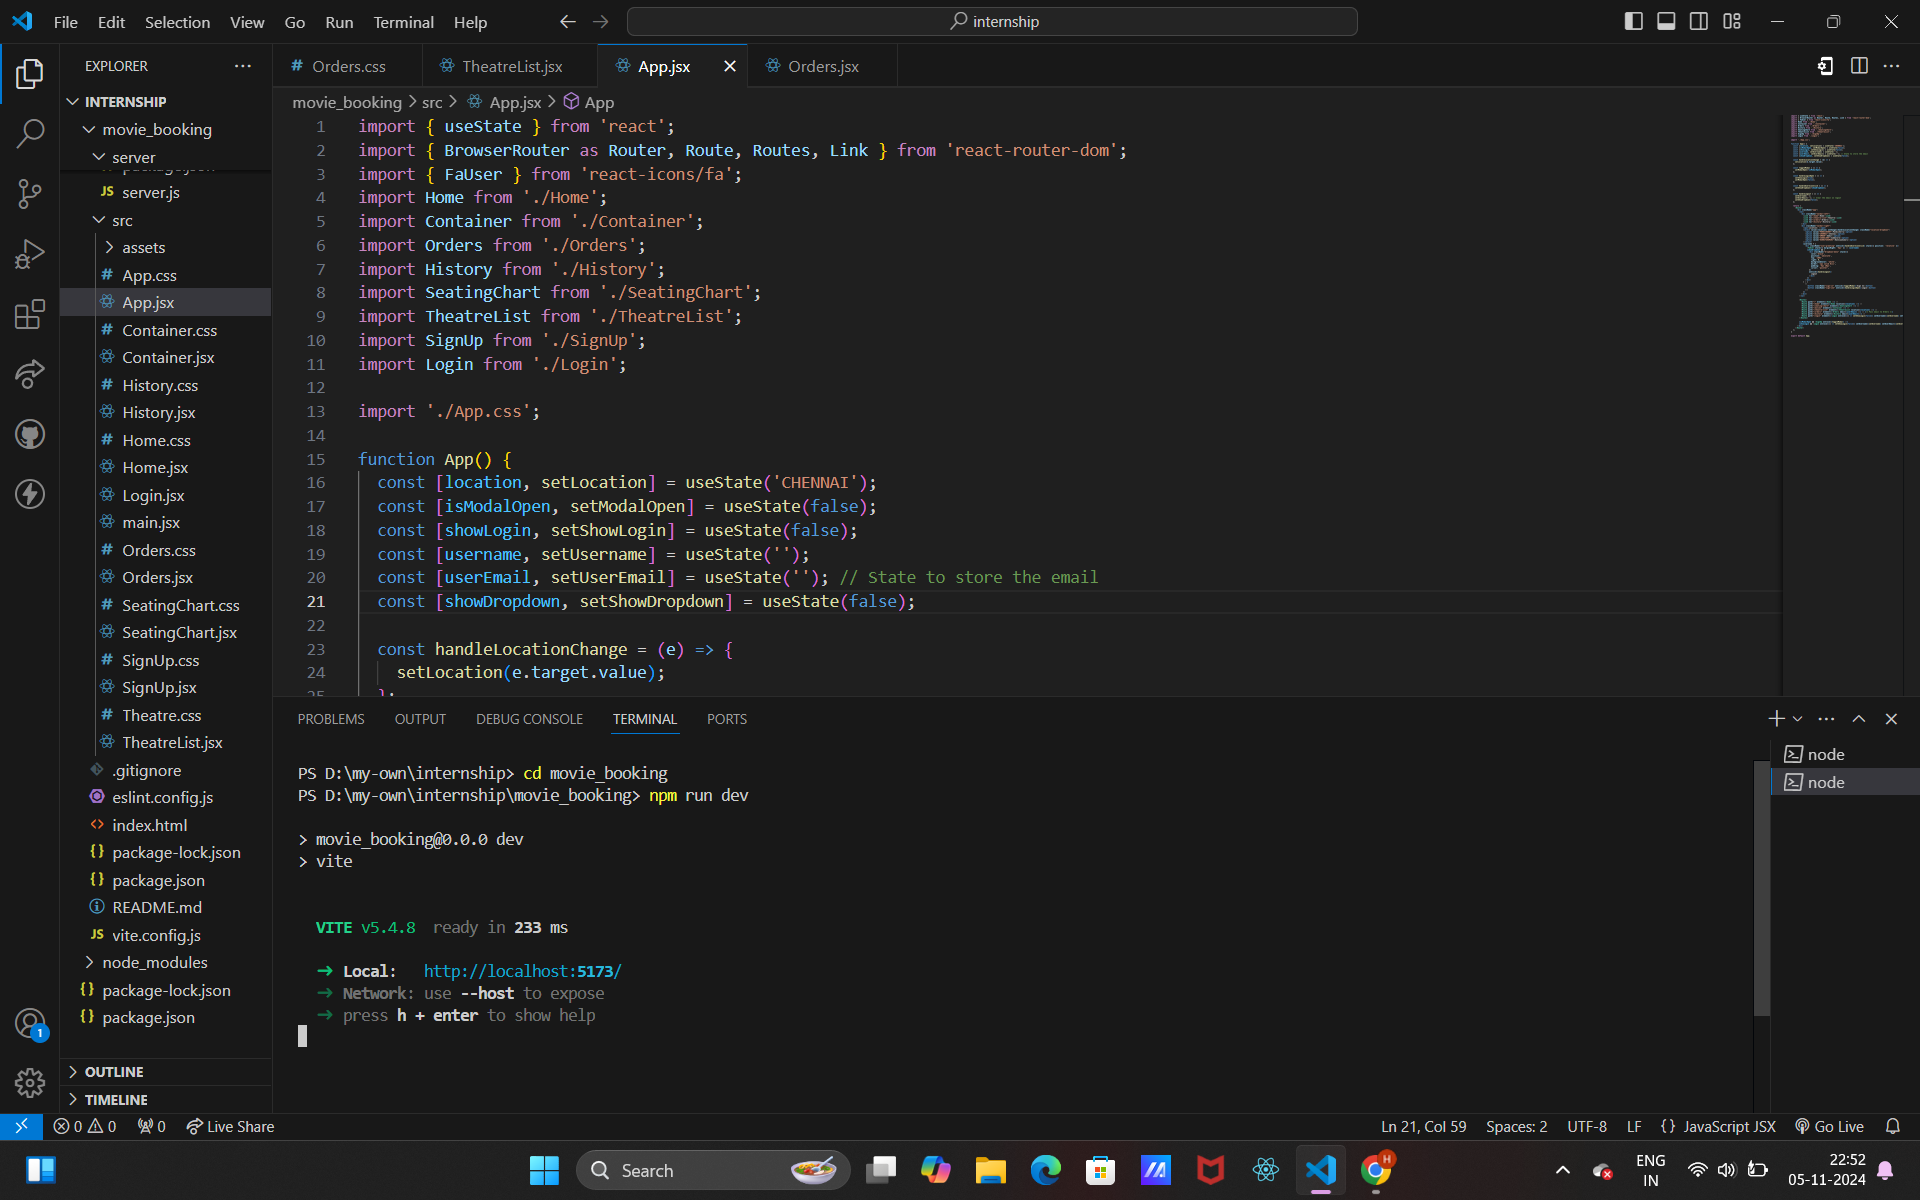 File Edit Selection View Go Run Terminal Help
internship
EXPLORER
Orders.css
TheatreList.jsx
App.jsx
Orders.jsx
INTERNSHIP
movie_booking
server
package.json
JS server.js
src
assets
# App.css
App.jsx
# Container.css
Container.jsx
# History.css
History.jsx
# Home.css
Home.jsx
Login.jsx
main.jsx
# Orders.css
Orders.jsx
# SeatingChart.css
SeatingChart.jsx
# SignUp.css
SignUp.jsx
# Theatre.css
TheatreList.jsx
.gitignore
eslint.config.js
index.html
package-lock.json
package.json
README.md
JS vite.config.js
node_modules
package-lock.json
package.json
OUTLINE
TIMELINE
movie_booking > src > App.jsx > App
1 import { useState } from 'react';
2 import { BrowserRouter as Router, Route, Routes, Link } from 'react-router-dom';
3 import { FaUser } from 'react-icons/fa';
4 import Home from './Home';
5 import Container from './Container';
6 import Orders from './Orders';
7 import History from './History';
8 import SeatingChart from './SeatingChart';
9 import TheatreList from './TheatreList';
10 import SignUp from './SignUp';
11 import Login from './Login';
12
13 import './App.css';
14
15 function App() {
16 const [location, setLocation] = useState('CHENNAI');
17 const [isModalOpen, setModalOpen] = useState(false);
18 const [showLogin, setShowLogin] = useState(false);
19 const [username, setUsername] = useState('');
20 const [userEmail, setUserEmail] = useState(''); // State to store the email
21 const [showDropdown, setShowDropdown] = useState(false);
22
23 const handleLocationChange = (e) => {
24 setLocation(e.target.value);
25 };
PROBLEMS OUTPUT DEBUG CONSOLE TERMINAL PORTS
node
node
PS D:\my-own\internship> cd movie_booking
PS D:\my-own\internship\movie_booking> npm run dev
> movie_booking@0.0.0 dev
> vite
VITE v5.4.8 ready in 233 ms
→ Local: http://localhost:5173/
→ Network: use --host to expose
→ press h + enter to show help
1
0 0 0 Live Share
Ln 21, Col 59 Spaces: 2 UTF-8 LF {} JavaScript JSX Go Live
Search
H
ENG
IN
22:52
05-11-2024